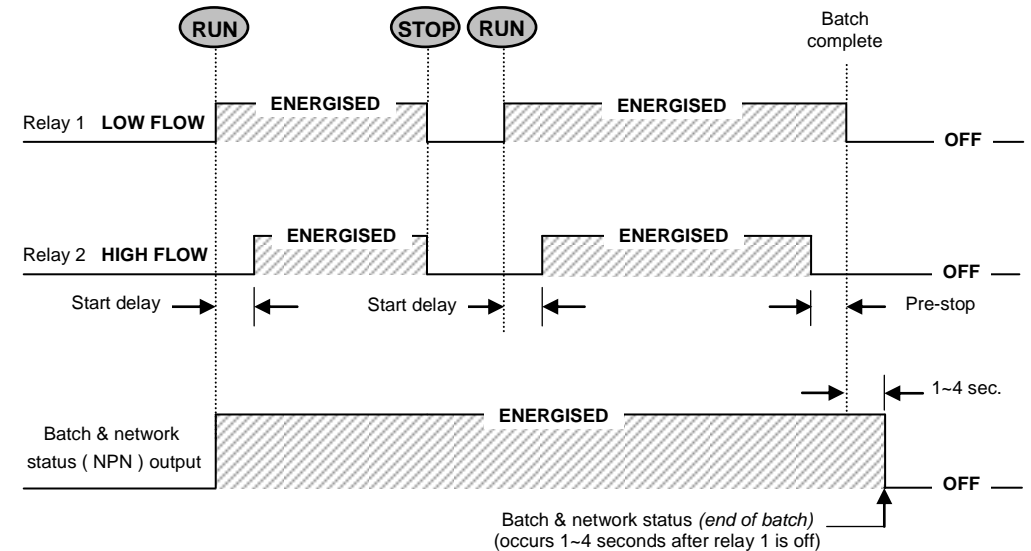 RUN STOP RUN Batch
complete
ENERGISED ENERGISED
Relay 1 LOW FLOW
OFF
ENERGISED ENERGISED
Relay 2 HIGH FLOW
OFF
Start delay Start delay Pre-stop
1~4 sec.
ENERGISED
Batch & network
status ( NPN ) output
OFF
Batch & network status (end of batch)
(occurs 1~4 seconds after relay 1 is off)